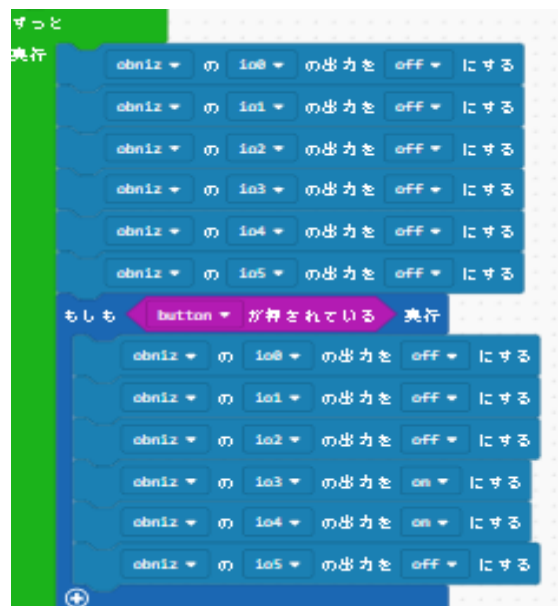 ずっと
実行
obniz の io0 の出力を off にする
obniz の io1 の出力を off にする
obniz の io2 の出力を off にする
obniz の io3 の出力を off にする
obniz の io4 の出力を off にする
obniz の io5 の出力を off にする
もしも button が押されている 実行
obniz の io0 の出力を off にする
obniz の io1 の出力を off にする
obniz の io2 の出力を off にする
obniz の io3 の出力を on にする
obniz の io4 の出力を on にする
obniz の io5 の出力を off にする